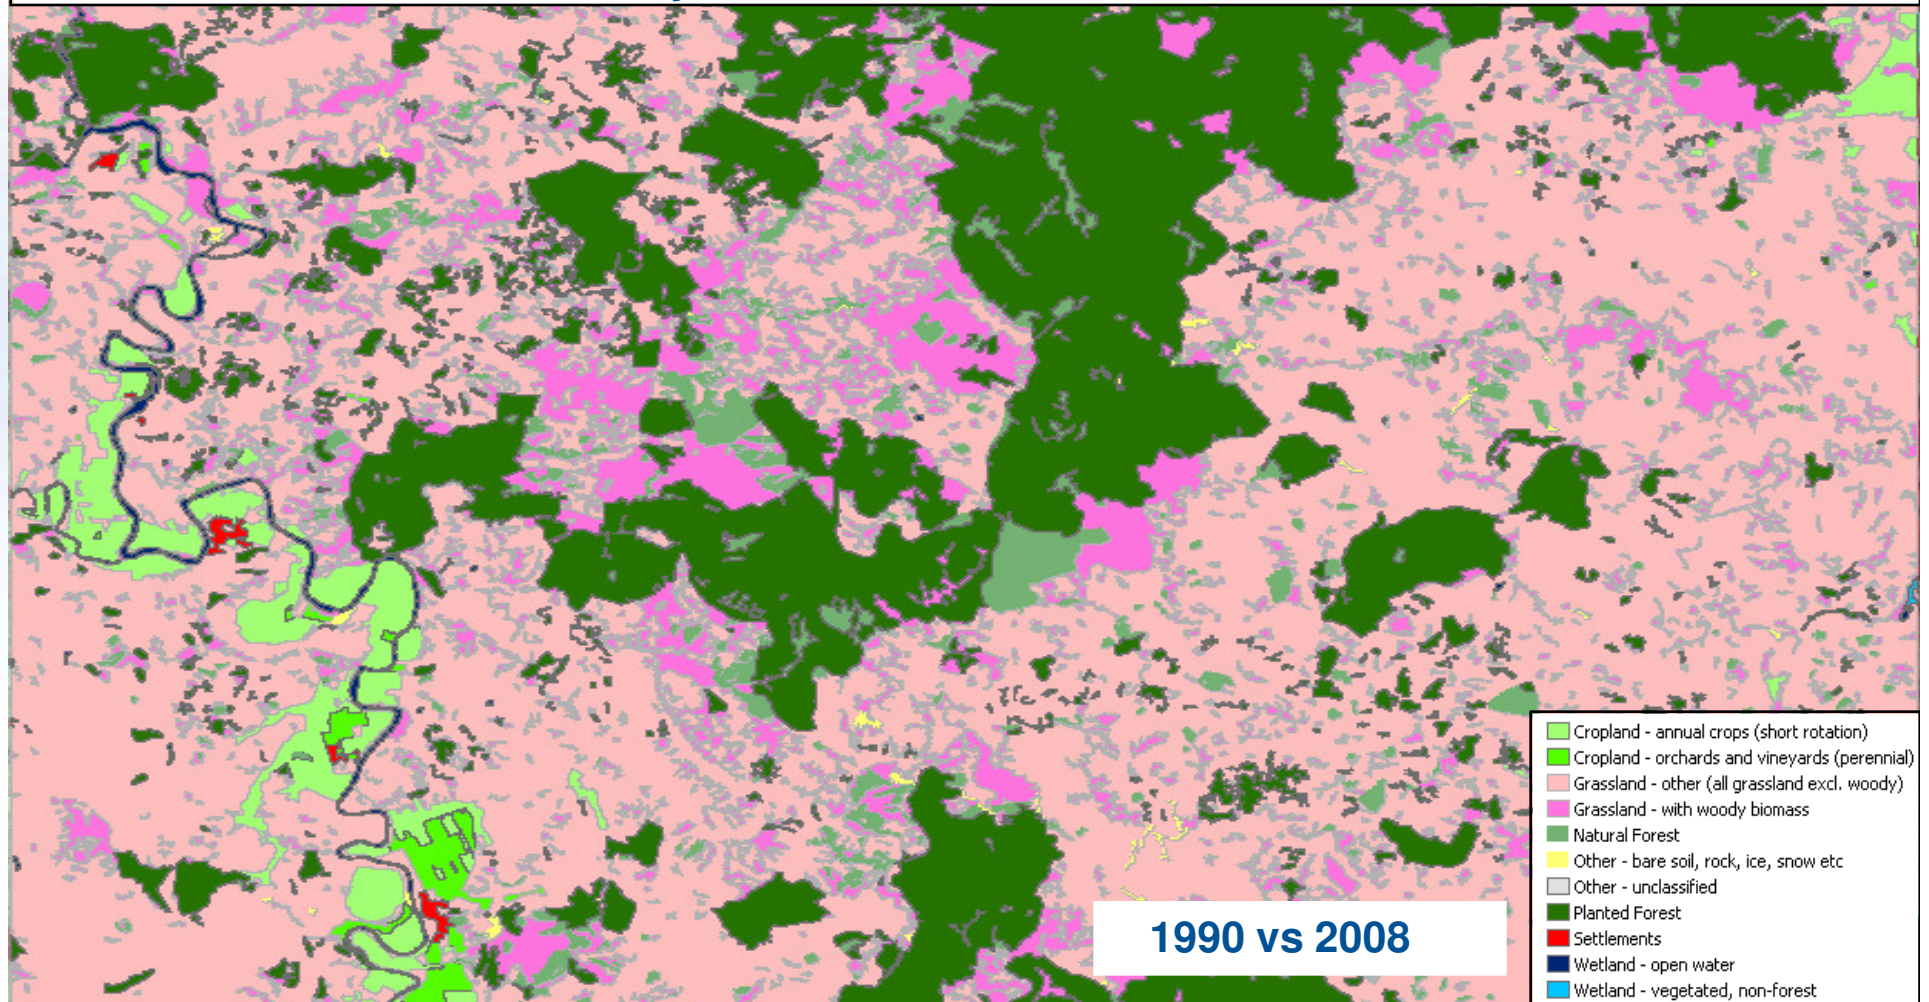 Cropland - annual crops (short rotation)
Cropland - orchards and vineyards (perennial)
Grassland - other (all grassland excl. woody)
Grassland - with woody biomass
Natural Forest
Other - bare soil, rock, ice, snow etc
Other - unclassified
Planted Forest
Settlements
Wetland - open water
Wetland - vegetated, non-forest
1990 vs 2008